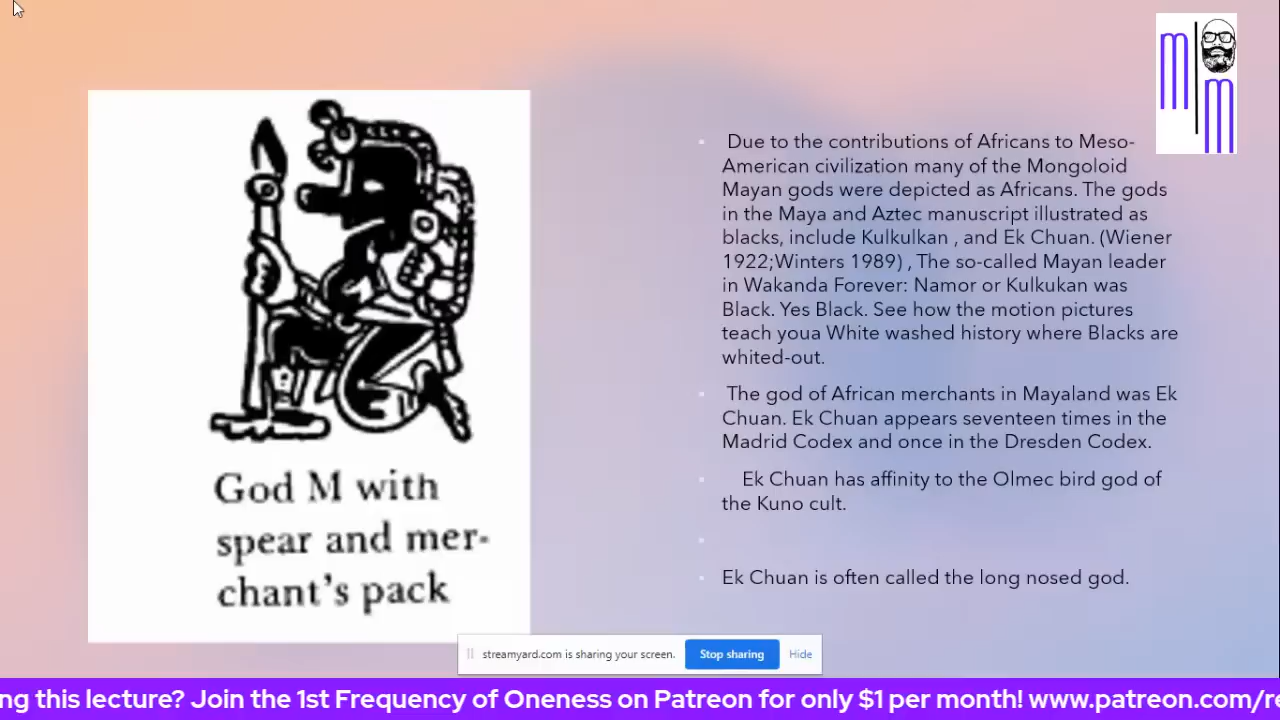 m
m
Due to the contributions of Africans to Meso-
American civilization many of the Mongoloid
Mayan gods were depicted as Africans. The gods
in the Maya and Aztec manuscript illustrated as
blacks, include Kulkulkan , and Ek Chuan. (Wiener
1922;Winters 1989) , The so-called Mayan leader
in Wakanda Forever: Namor or Kulkukan was
Black. Yes Black. See how the motion pictures
teach youa White washed history where Blacks are
whited-out.
The god of African merchants in Mayaland was Ek
Chuan. Ek Chuan appears seventeen times in the
Madrid Codex and once in the Dresden Codex.
Ek Chuan has affinity to the Olmec bird god of
the Kuno cult.
Ek Chuan is often called the long nosed god.
God M with
spear and mer-
chant's pack
streamyard.com is sharing your screen. Stop sharing Hide
ng this lecture? Join the 1st Frequency of Oneness on Patreon for only $1 per month! www.patreon.com/re